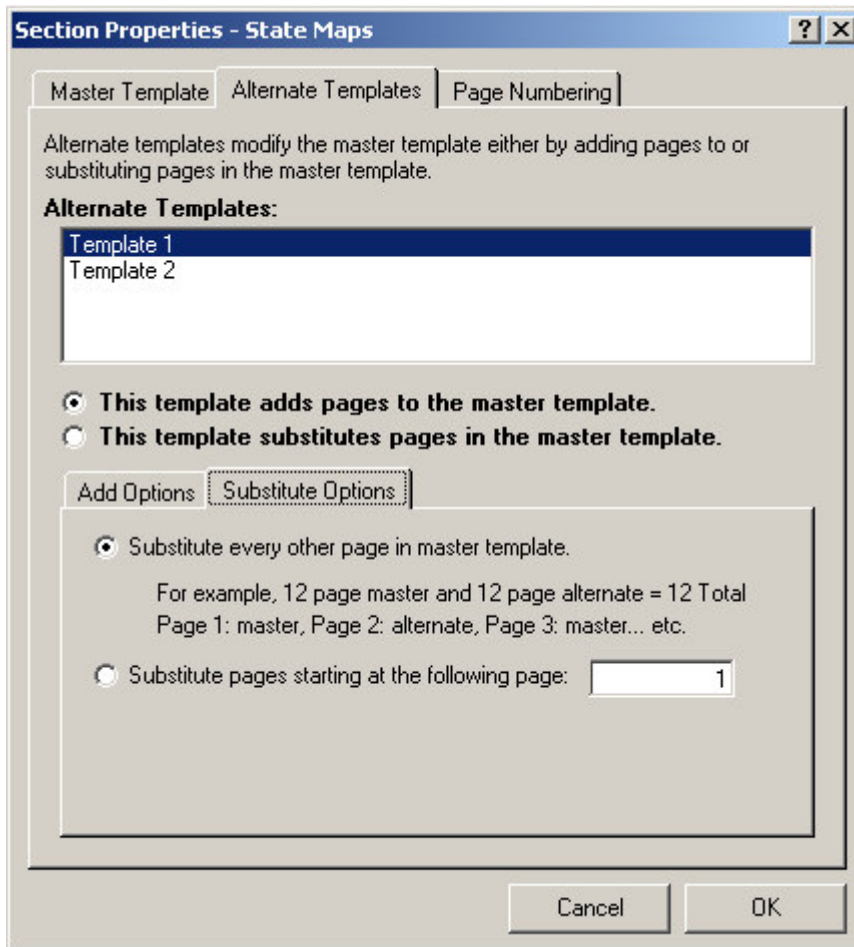 Section Properties - State Maps
Master Template
Alternate Templates
Page Numbering
Alternate templates modify the master template either by adding pages to or
substituting pages in the master template.
Alternate Templates:
Template 1
Template 2
This template adds pages to the master template.
This template substitutes pages in the master template.
Add Options
Substitute Options
Substitute every other page in master template.
For example, 12 page master and 12 page alternate = 12 Total
Page 1: master, Page 2: alternate, Page 3: master... etc.
Substitute pages starting at the following page: 1
Cancel
OK